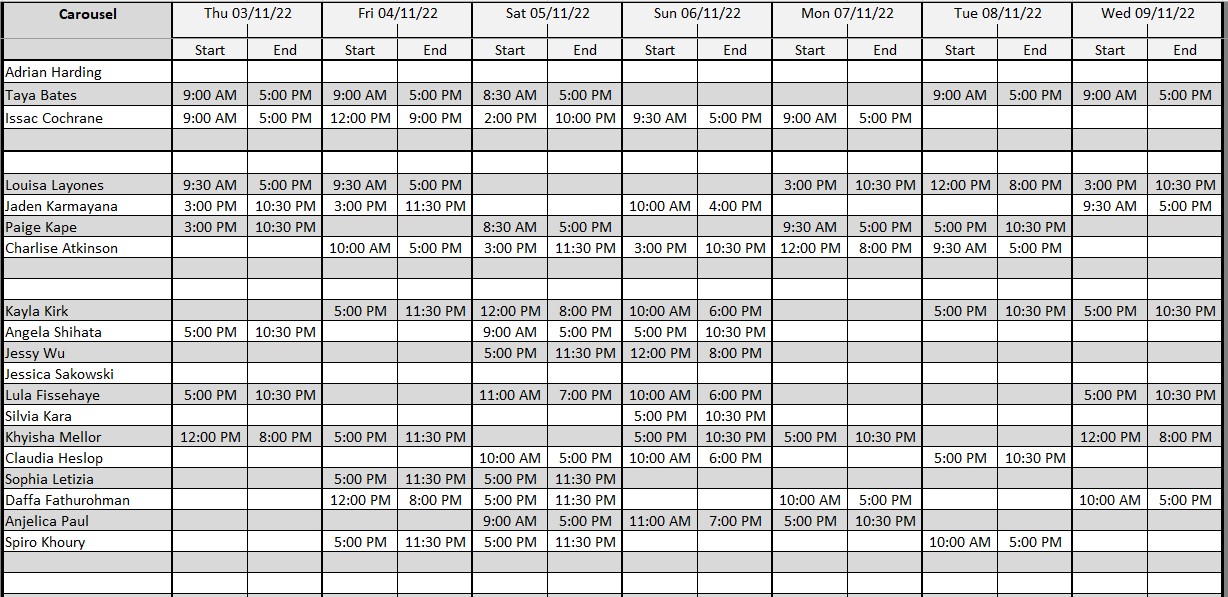 Carousel Thu 03/11/22 Fri 04/11/22 Sat 05/11/22 Sun 06/11/22 Mon 07/11/22 Tue 08/11/22 Wed 09/11/22
Start End Start End Start End Start End Start End Start End Start End
Adrian Harding
Taya Bates 9:00 AM 5:00 PM 9:00 AM 5:00 PM 8:30 AM 5:00 PM 9:00 AM 5:00 PM 9:00 AM 5:00 PM
Issac Cochrane 9:00 AM 5:00 PM 12:00 PM 9:00 PM 2:00 PM 10:00 PM 9:30 AM 5:00 PM 9:00 AM 5:00 PM
Louisa Layones 9:30 AM 5:00 PM 9:30 AM 5:00 PM 3:00 PM 10:30 PM 12:00 PM 8:00 PM 3:00 PM 10:30 PM
Jaden Karmayana 3:00 PM 10:30 PM 3:00 PM 11:30 PM 10:00 AM 4:00 PM 9:30 AM 5:00 PM
Paige Kape 3:00 PM 10:30 PM 8:30 AM 5:00 PM 9:30 AM 5:00 PM 5:00 PM 10:30 PM
Charlise Atkinson 10:00 AM 5:00 PM 3:00 PM 11:30 PM 3:00 PM 10:30 PM 12:00 PM 8:00 PM 9:30 AM 5:00 PM
Kayla Kirk 5:00 PM 11:30 PM 12:00 PM 8:00 PM 10:00 AM 6:00 PM 5:00 PM 10:30 PM 5:00 PM 10:30 PM
Angela Shihata 5:00 PM 10:30 PM 9:00 AM 5:00 PM 5:00 PM 10:30 PM
Jessy Wu 5:00 PM 11:30 PM 12:00 PM 8:00 PM
Jessica Sakowski
Lula Fissehaye 5:00 PM 10:30 PM 11:00 AM 7:00 PM 10:00 AM 6:00 PM 5:00 PM 10:30 PM
Silvia Kara 5:00 PM 10:30 PM
Khyisha Mellor 12:00 PM 8:00 PM 5:00 PM 11:30 PM 5:00 PM 10:30 PM 5:00 PM 10:30 PM 12:00 PM 8:00 PM
Claudia Heslop 10:00 AM 5:00 PM 10:00 AM 6:00 PM 5:00 PM 10:30 PM
Sophia Letizia 5:00 PM 11:30 PM 5:00 PM 11:30 PM
Daffa Fathurohman 12:00 PM 8:00 PM 5:00 PM 11:30 PM 10:00 AM 5:00 PM 10:00 AM 5:00 PM
Anjelica Paul 9:00 AM 5:00 PM 11:00 AM 7:00 PM 5:00 PM 10:30 PM
Spiro Khoury 5:00 PM 11:30 PM 5:00 PM 11:30 PM 10:00 AM 5:00 PM